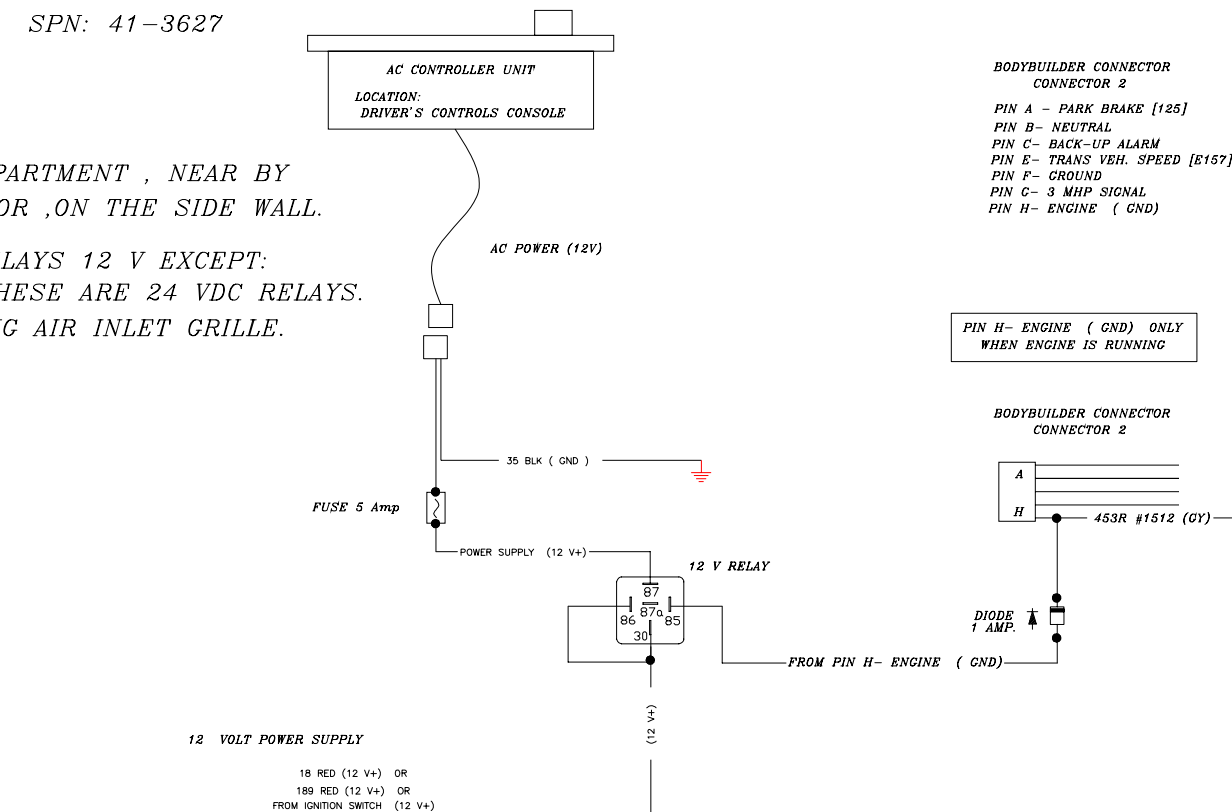 SPN: 41-3627
AC CONTROLLER UNIT
LOCATION:
DRIVER'S CONTROLS CONSOLE
BODYBUILDER CONNECTOR
CONNECTOR 2
PIN A - PARK BRAKE [125]
PIN B- NEUTRAL
PIN C- BACK-UP ALARM
PIN E- TRANS VEH. SPEED [E157]
PIN F- GROUND
PIN G- 3 MHP SIGNAL
PIN H- ENGINE ( GND)
PARTMENT , NEAR BY
OR ,ON THE SIDE WALL.
LAYS 12 V EXCEPT:
HESE ARE 24 VDC RELAYS.
G AIR INLET GRILLE.
AC POWER (12V)
PIN H- ENGINE ( GND) ONLY
WHEN ENGINE IS RUNNING
BODYBUILDER CONNECTOR
CONNECTOR 2
A
H
453R #1512 (GY)
35 BLK ( GND )
FUSE 5 Amp
POWER SUPPLY (12 V+)
12 V RELAY
87
87a
86
85
30
DIODE
1 AMP.
FROM PIN H- ENGINE ( GND)
(12 V+)
12 VOLT POWER SUPPLY
18 RED (12 V+) OR
189 RED (12 V+) OR
FROM IGNITION SWITCH (12 V+)